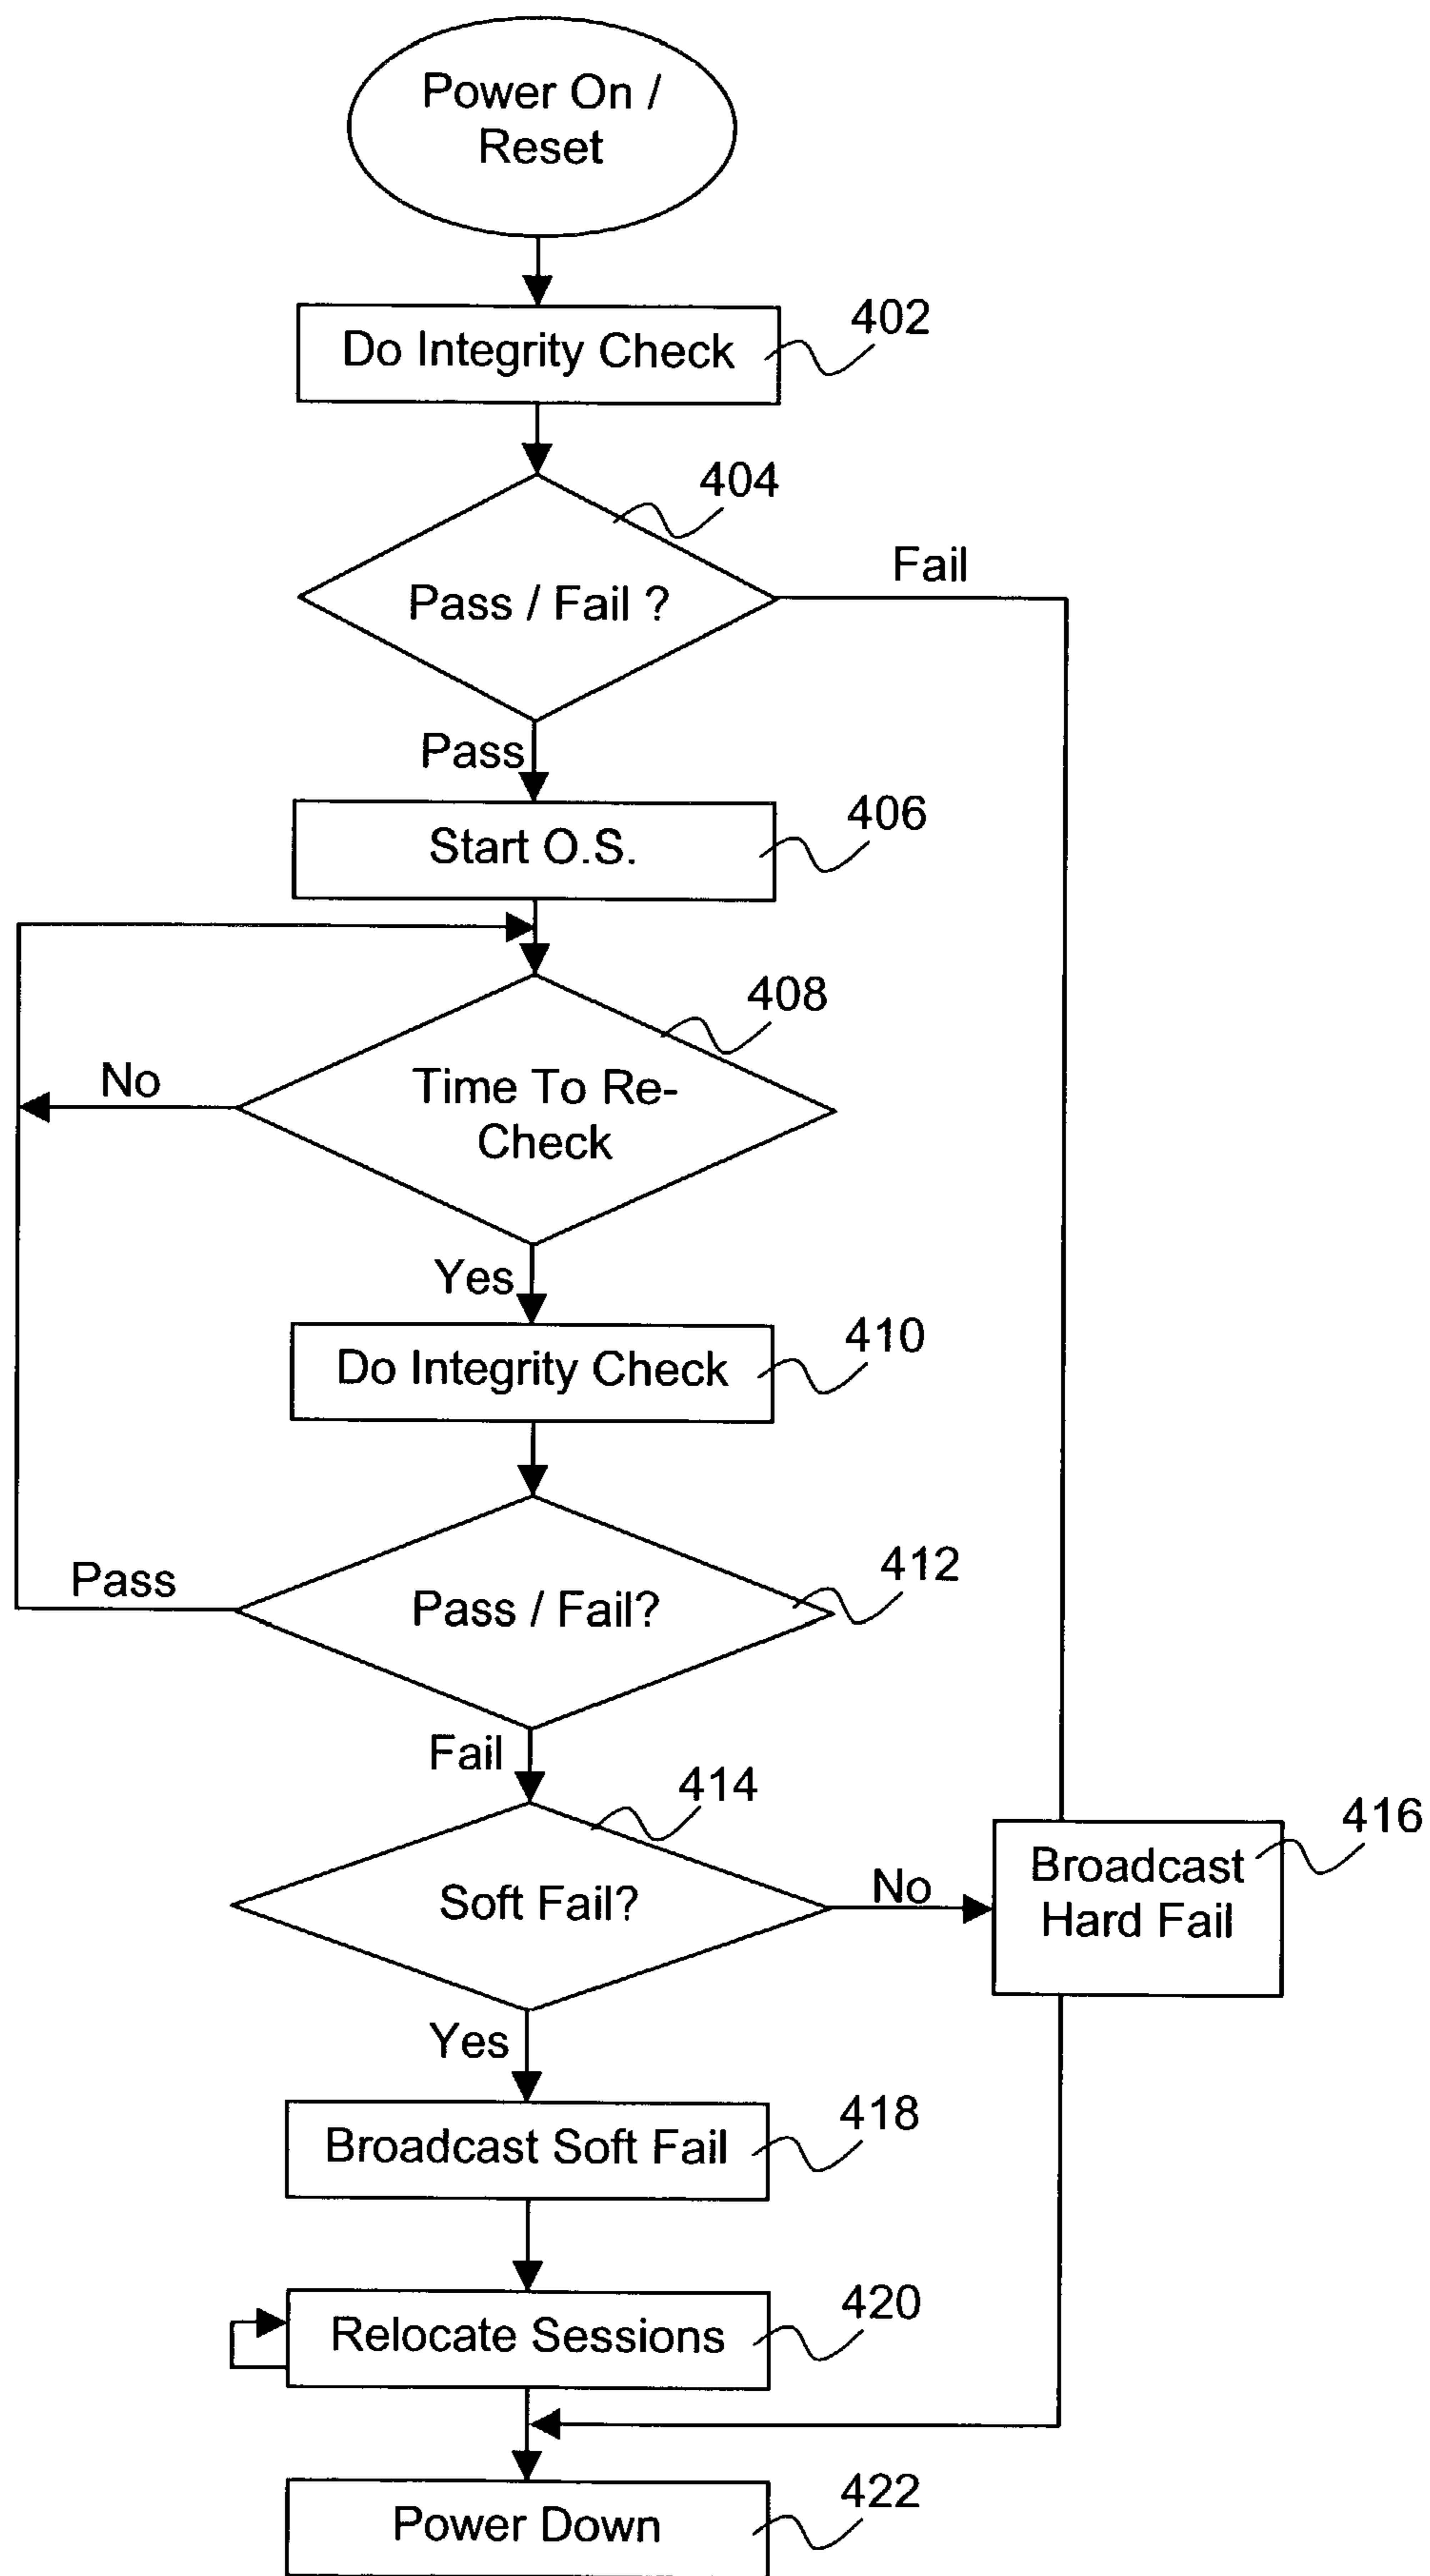 Power On /
Reset
Do Integrity Check
402
404
Pass / Fail ?
Fail
Pass
Start O.S.
406
408
No
Time To Re-
Check
Yes
Do Integrity Check
410
412
Pass
Pass / Fail?
Fail
414
Soft Fail?
No
Broadcast
Hard Fail
416
Yes
Broadcast Soft Fail
418
Relocate Sessions
420
Power Down
422